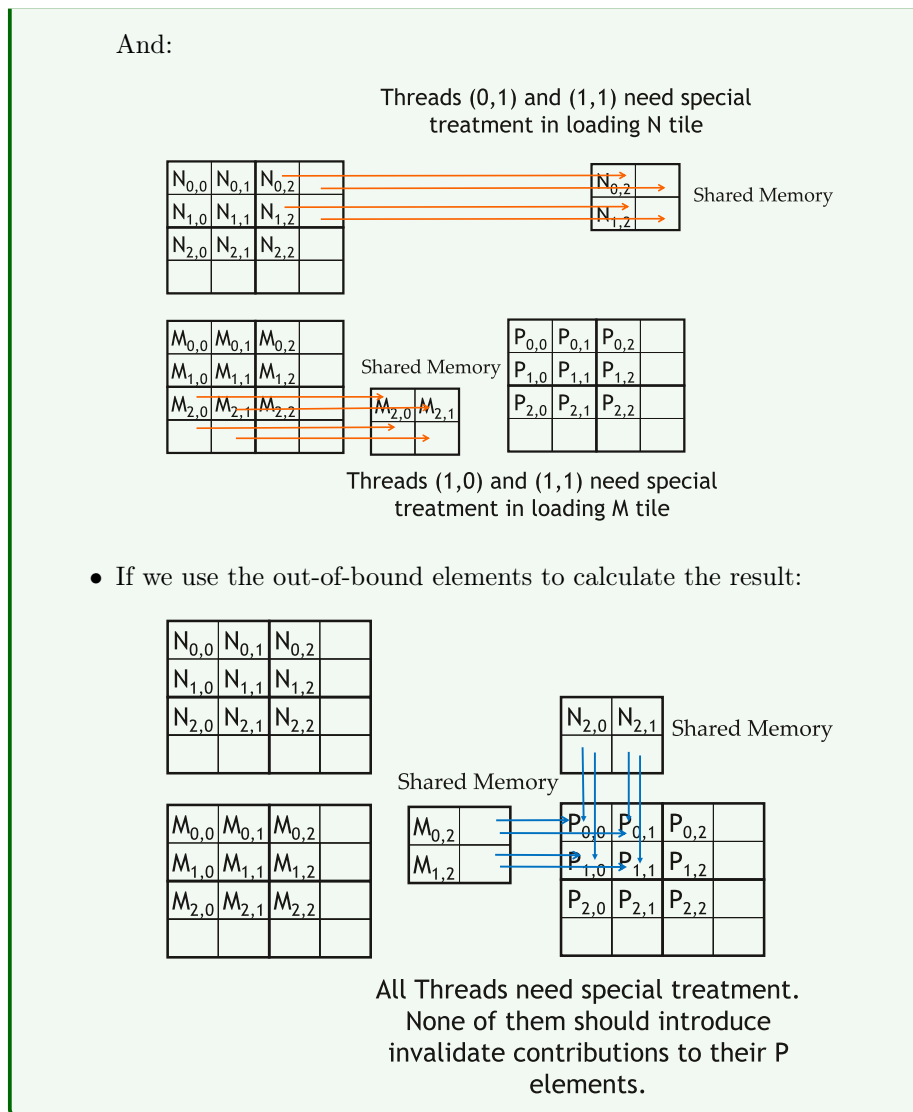 And:
Threads (0,1) and (1,1) need special
treatment in loading N tile
N0,0 N0,1 N0,2
N1,0 N1,1 N1,2
N2,0 N2,1 N2,2
N0,2
N1,2
Shared Memory
M0,0 M0,1 M0,2
M1,0 M1,1 M1,2
M2,0 M2,1 M2,2
Shared Memory
M2,0 M2,1
P0,0 P0,1 P0,2
P1,0 P1,1 P1,2
P2,0 P2,1 P2,2
Threads (1,0) and (1,1) need special
treatment in loading M tile
• If we use the out-of-bound elements to calculate the result:
N0,0 N0,1 N0,2
N1,0 N1,1 N1,2
N2,0 N2,1 N2,2
N2,0 N2,1
Shared Memory
Shared Memory
M0,0 M0,1 M0,2
M1,0 M1,1 M1,2
M2,0 M2,1 M2,2
M0,2
M1,2
P0,0 P0,1 P0,2
P1,0 P1,1 P1,2
P2,0 P2,1 P2,2
All Threads need special treatment.
None of them should introduce
invalidate contributions to their P
elements.